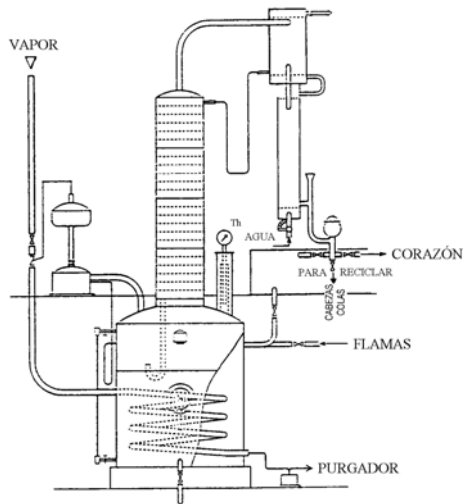 VAPOR
Th
AGUA
CORAZÓN
PARA RECICLAR
CABEZAS
COLAS
FLAMAS
PURGADOR